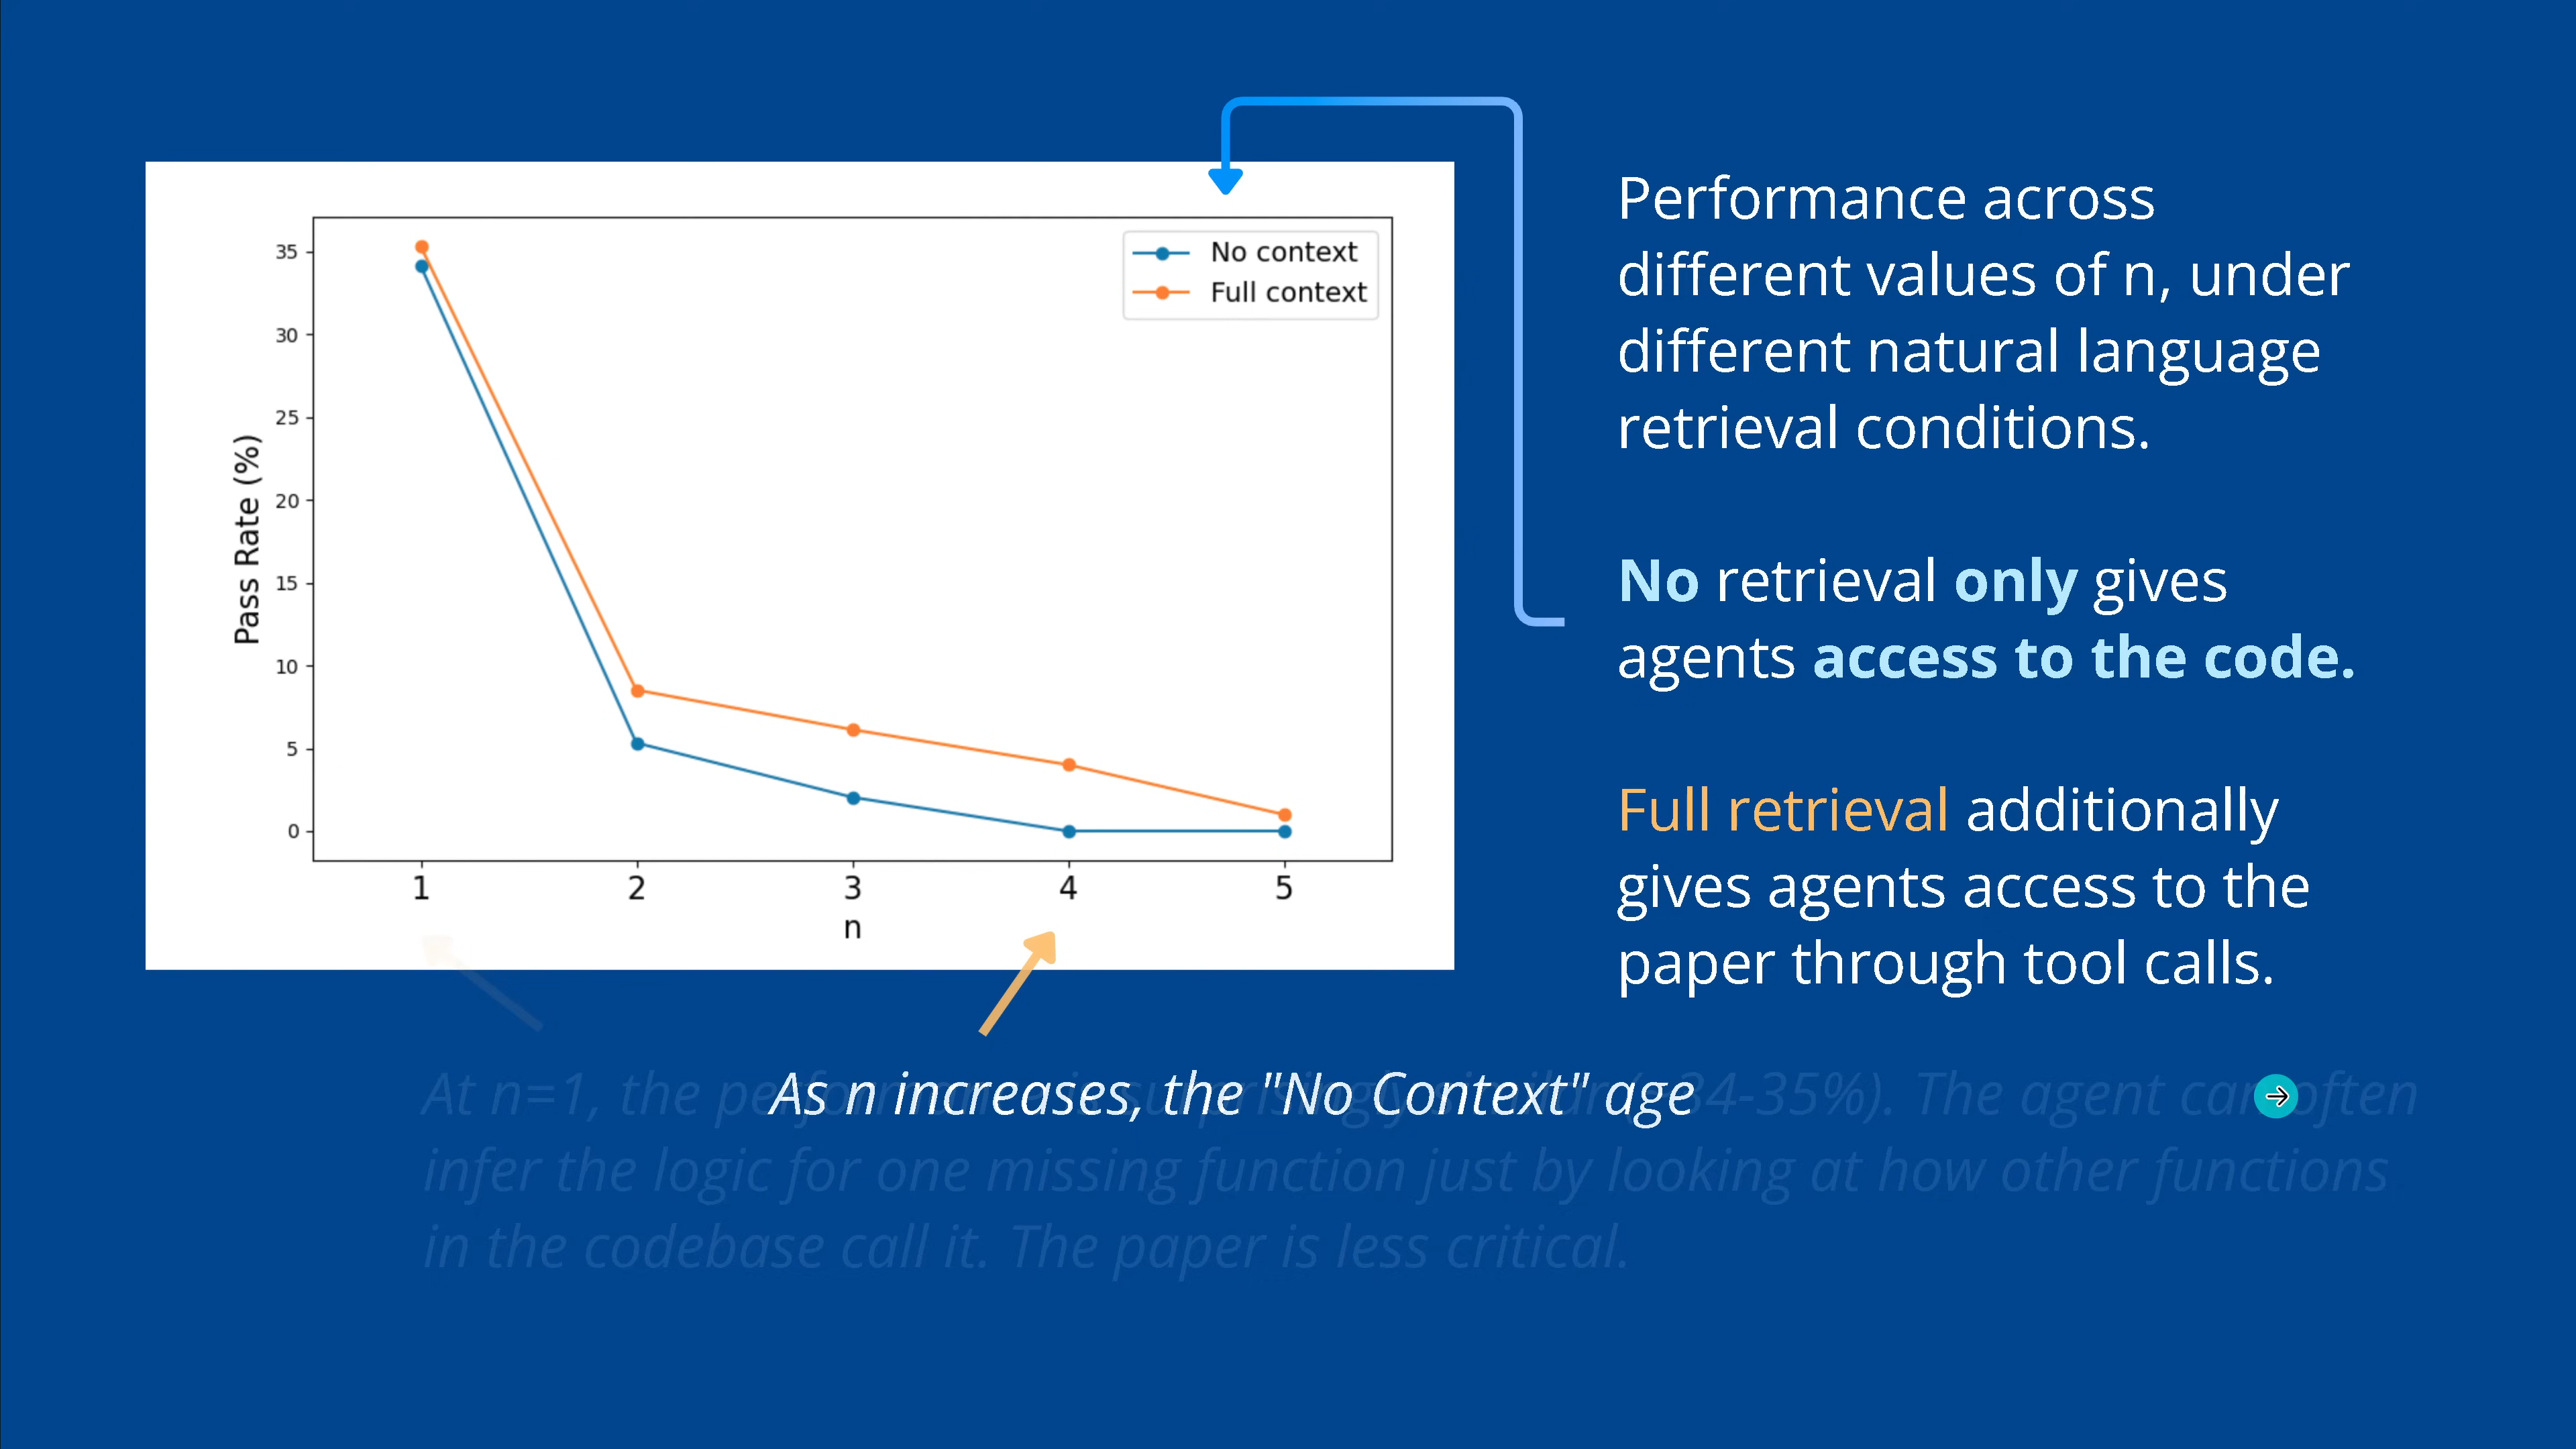 35
30
25
20
15
10
5
0
Pass Rate (%)
No context
Full context
1 2 3 4 5
n
Performance across
different values of n, under
different natural language
retrieval conditions.
No retrieval only gives
agents access to the code.
Full retrieval additionally
gives agents access to the
paper through tool calls.
As n increases, the "No Context" age
At n=1, the 34-35%). The agent can often
infer the logic for one missing function just by looking at how other functions
in the codebase call it. The paper is less critical.